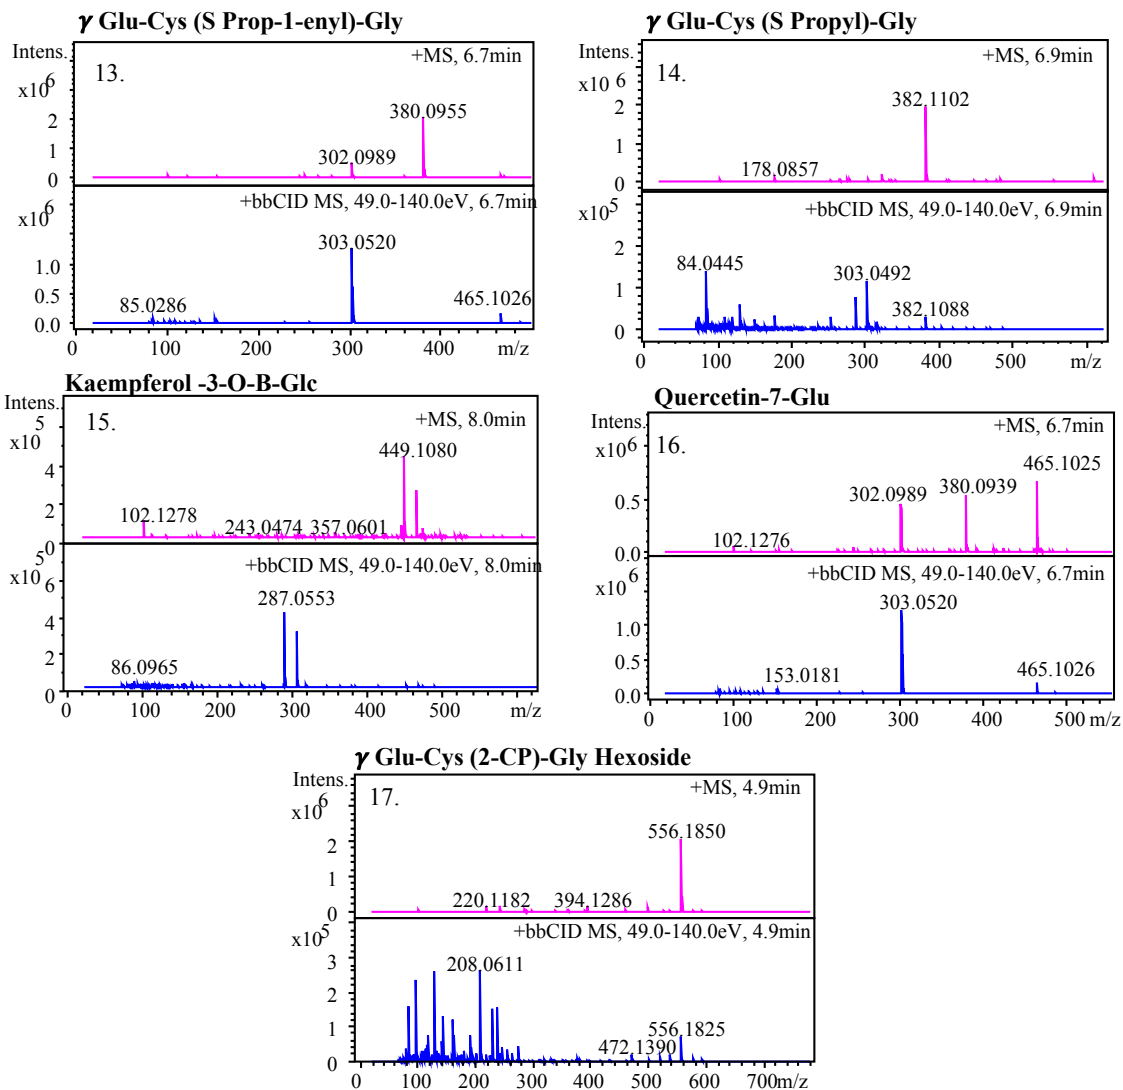 γ Glu-Cys (S Prop-1-enyl)-Gly
Intens.
x10 6
13.
+MS, 6.7min
380.0955
302.0989
2
1
0
x10 6
+bbCID MS, 49.0-140.0eV, 6.7min
303.0520
85.0286
465.1026
1.0
0.5
0.0
0 100 200 300 400 m/z
γ Glu-Cys (S Propyl)-Gly
Intens.
x10 6
14.
+MS, 6.9min
382.1102
178.0857
2
1
0
x10 5
+bbCID MS, 49.0-140.0eV, 6.9min
84.0445
303.0492
382.1088
2
1
0
0 100 200 300 400 500 m/z
Kaempferol -3-O-B-Glc
Intens.
x10 5
15.
+MS, 8.0min
449.1080
102.1278
243.0474 357.0601
4
2
0
x10 5
+bbCID MS, 49.0-140.0eV, 8.0min
287.0553
86.0965
6
4
2
0
0 100 200 300 400 500 m/z
Quercetin-7-Glu
Intens.
x10 6
16.
+MS, 6.7min
465.1025
302.0989
380.0939
102.1276
0.5
0.0
x10 6
+bbCID MS, 49.0-140.0eV, 6.7min
303.0520
153.0181
465.1026
1.0
0.5
0.0
0 100 200 300 400 500 m/z
γ Glu-Cys (2-CP)-Gly Hexoside
Intens.
x10 6
17.
+MS, 4.9min
556.1850
220.1182 394.1286
2
1
0
x10 5
+bbCID MS, 49.0-140.0eV, 4.9min
208.0611
556.1825
472.1390
3
2
1
0
0 100 200 300 400 500 600 700 m/z